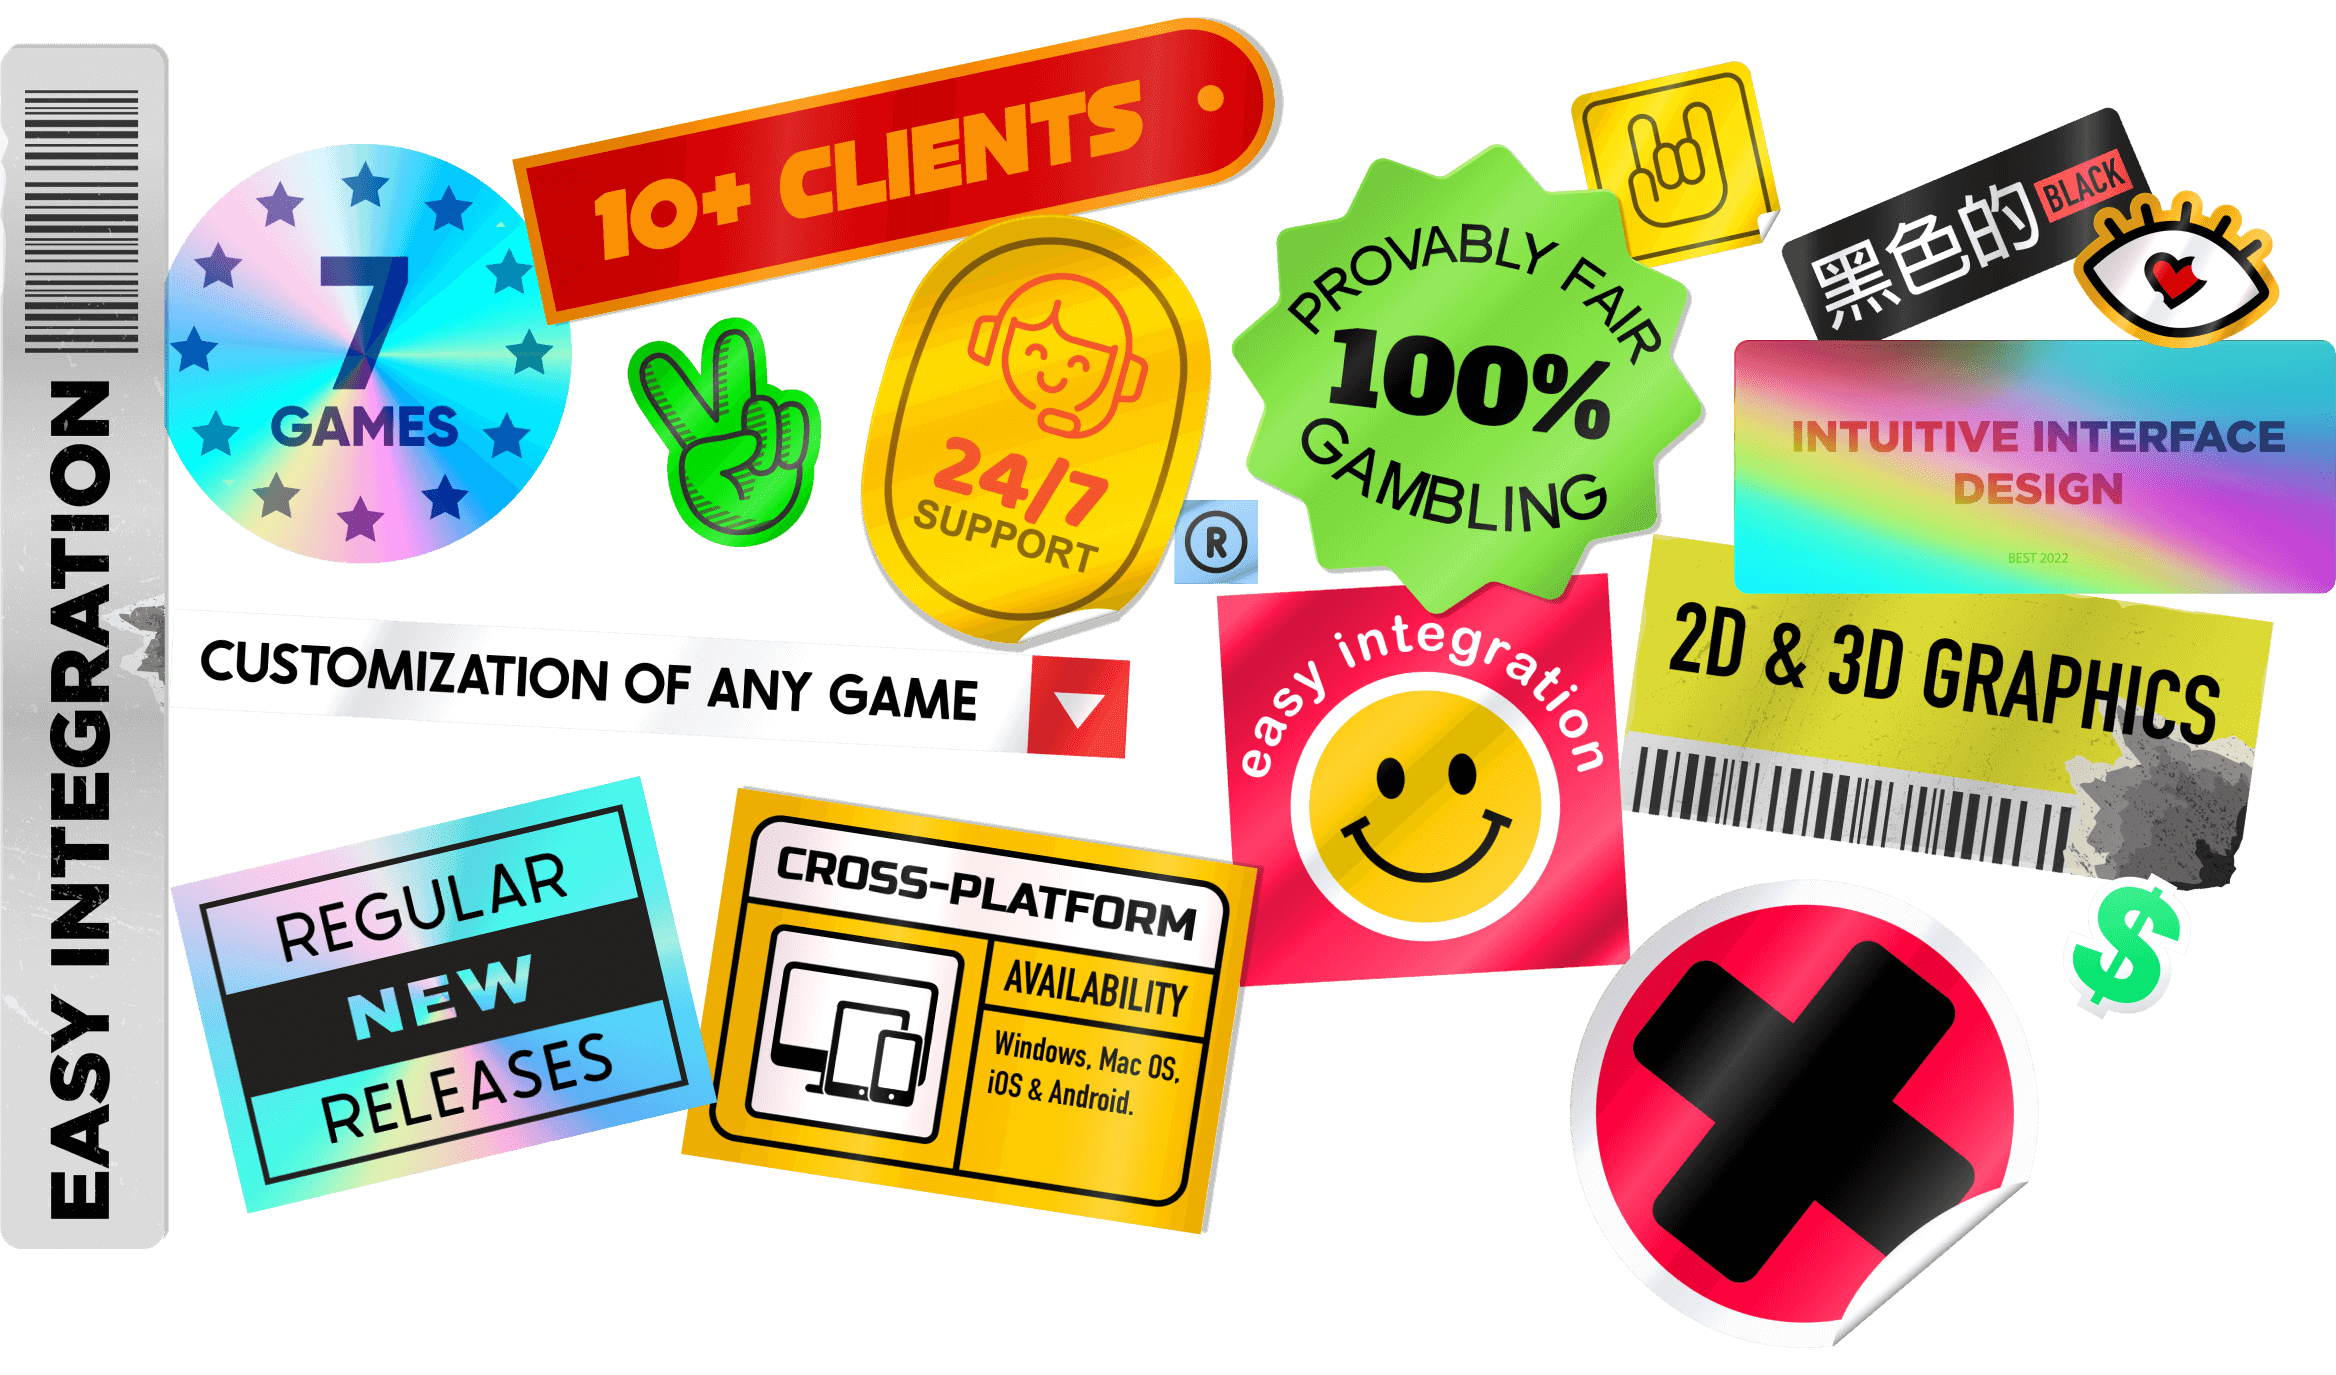 EASY INTEGRATION
7
GAMES
10+ CLIENTS
24/7
SUPPORT
®
PROVABLY FAIR
100%
GAMBLING
黑色的 BLACK
INTUITIVE INTERFACE
DESIGN
BEST 2022
CUSTOMIZATION OF ANY GAME
easy integration
2D & 3D GRAPHICS
REGULAR
NEW
RELEASES
CROSS-PLATFORM
AVAILABILITY
Windows, Mac OS,
iOS & Android.
$